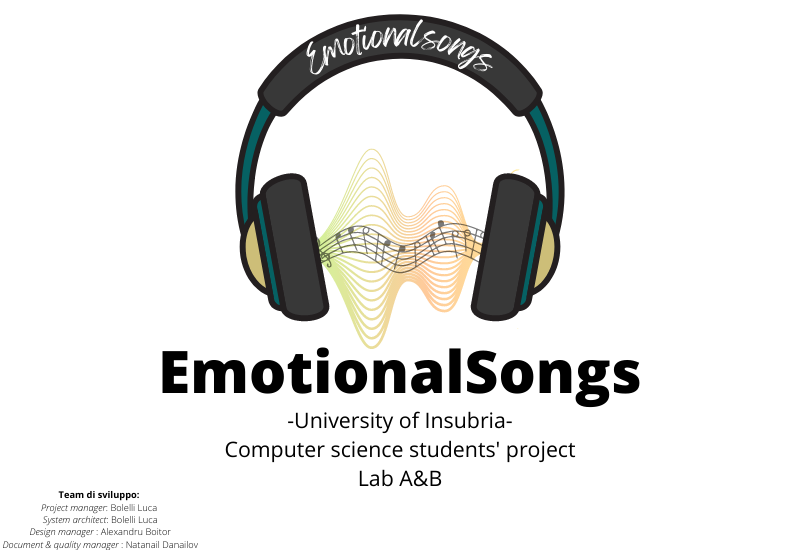 Emotionalsongs
EmotionalSongs
-University of Insubria-
Computer science students' project
Lab A&B
Team di sviluppo:
Project manager: Bolelli Luca
System architect: Bolelli Luca
Design manager : Alexandru Boitor
Document & quality manager : Natanail Danailov